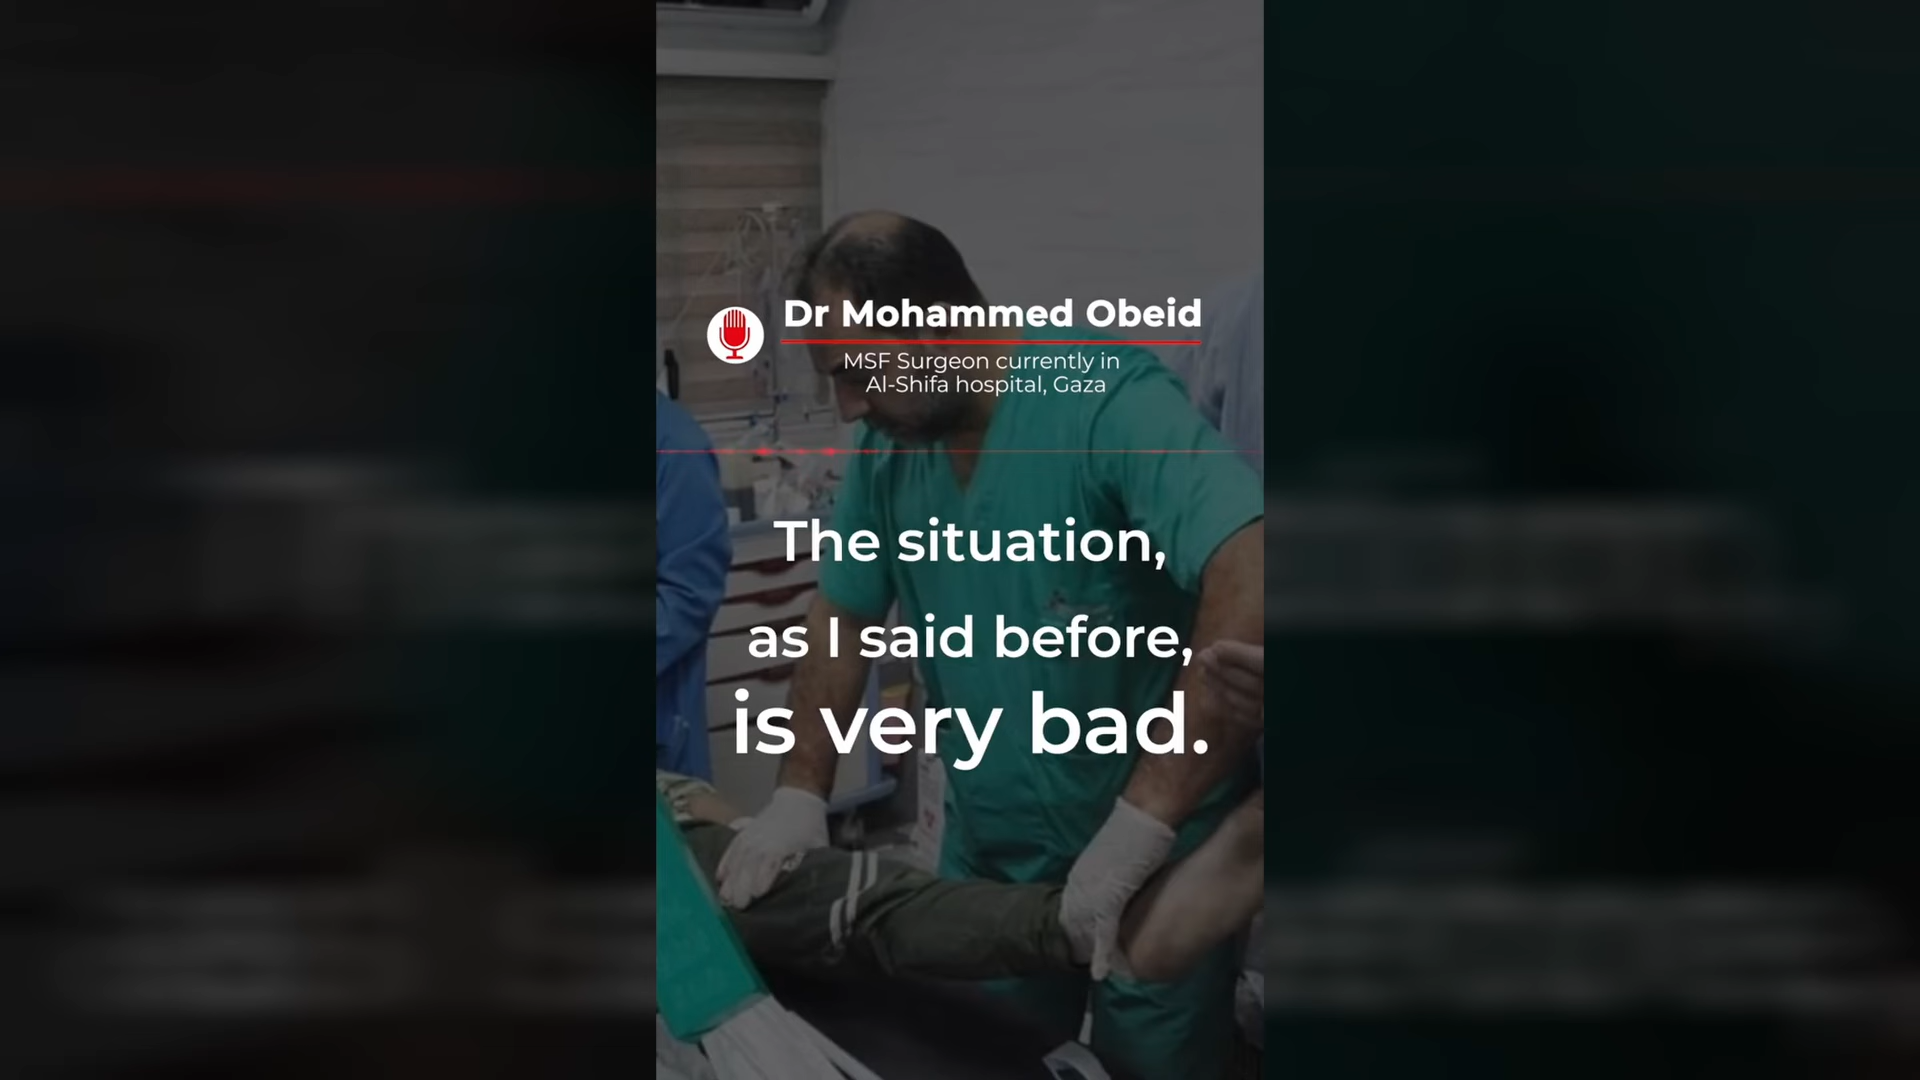 Dr Mohammed Obeid
MSF Surgeon currently in
Al-Shifa hospital, Gaza
The situation,
as I said before,
is very bad.